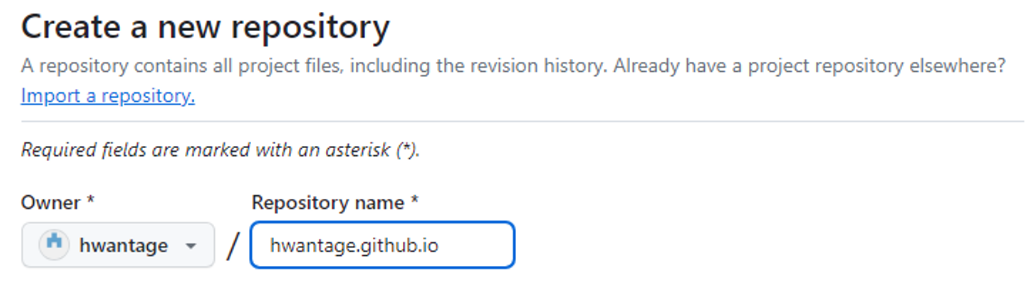 Create a new repository
A repository contains all project files, including the revision history. Already have a project repository elsewhere?
Import a repository.
Required fields are marked with an asterisk (*).
Owner * Repository name *
hwantage / hwantage.github.io